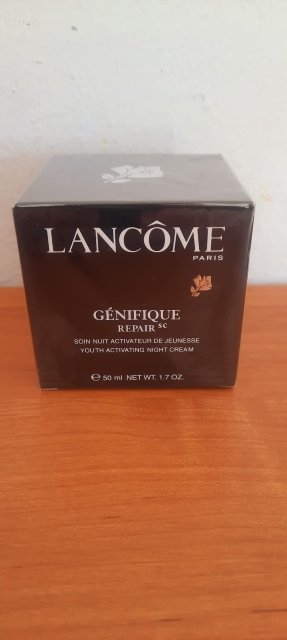 LANCÔME
PARIS
GÉNIFIQUE
REPAIR SC
SOIN NUIT ACTIVATEUR DE JEUNESSE
YOUTH ACTIVATING NIGHT CREAM
℮ 50 ml NET WT. 1.7 OZ.